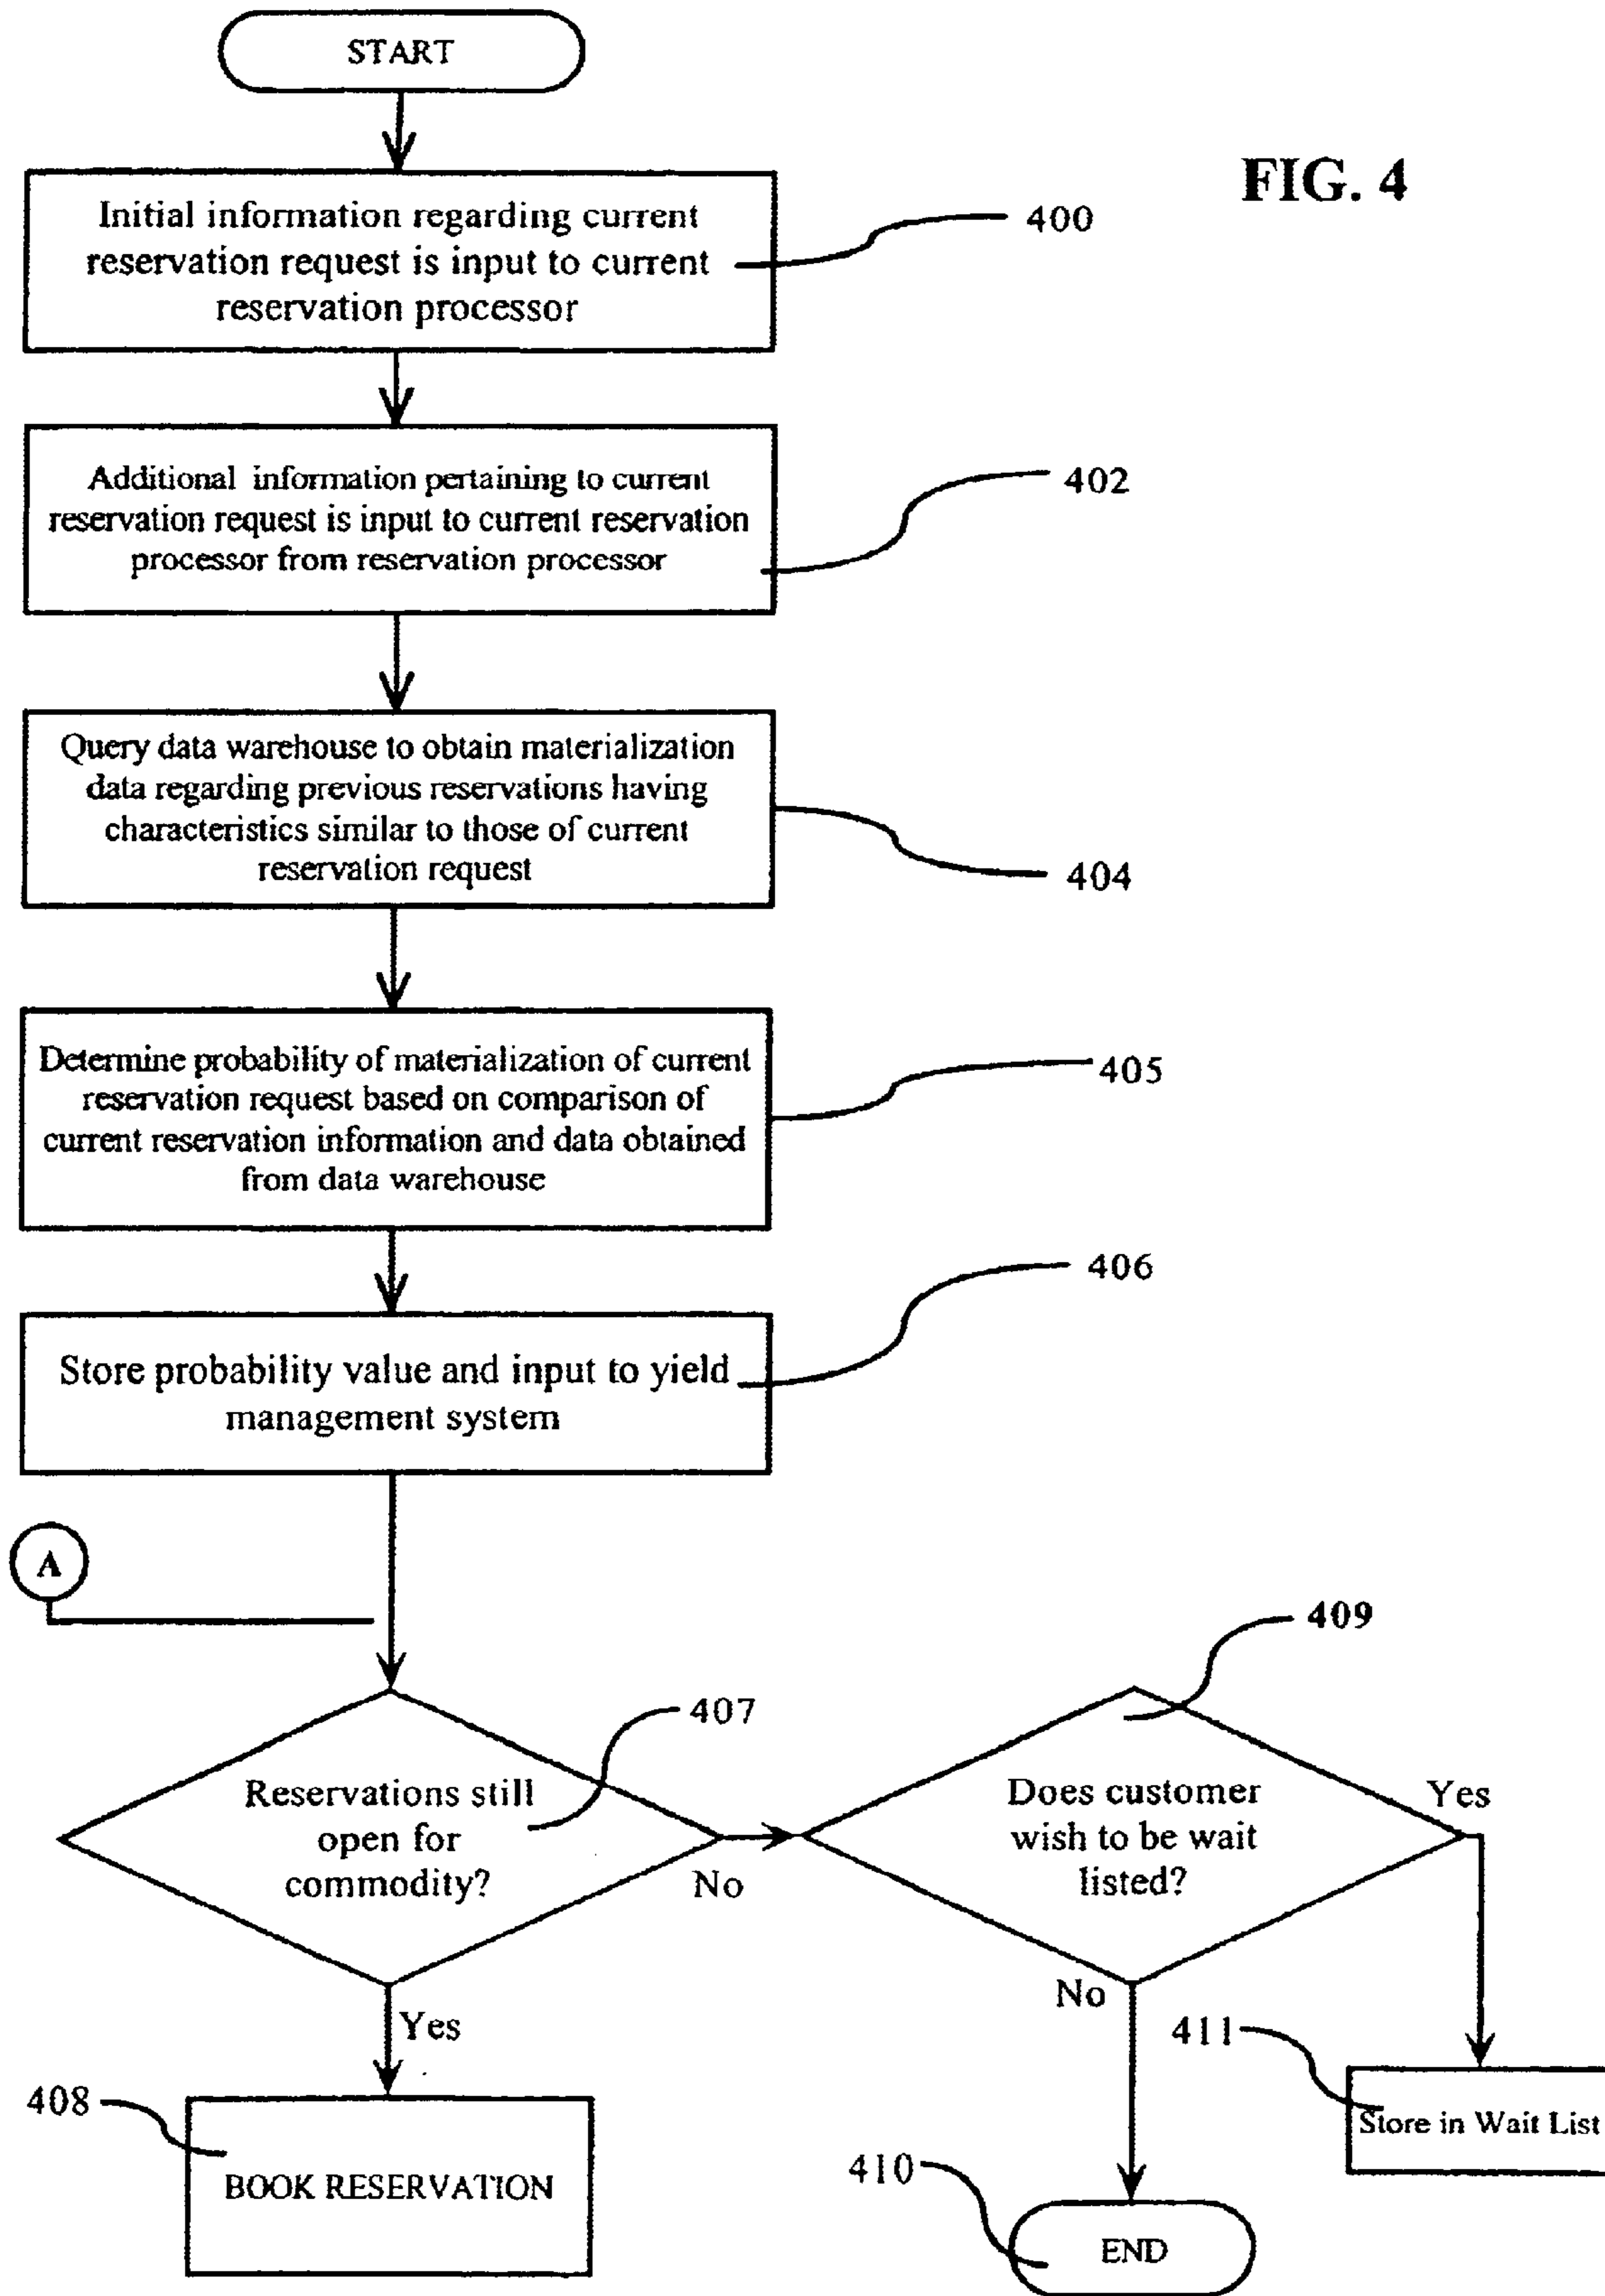 START
FIG. 4
Initial information regarding current
reservation request is input to current
reservation processor
400
Additional information pertaining to current
reservation request is input to current reservation
processor from reservation processor
402
Query data warehouse to obtain materialization
data regarding previous reservations having
characteristics similar to those of current
reservation request
404
Determine probability of materialization of current
reservation request based on comparison of
current reservation information and data obtained
from data warehouse
405
406
Store probability value and input to yield
management system
A
409
407
Reservations still
open for
commodity?
No
Does customer
wish to be wait
listed?
Yes
No
Yes
411
408
BOOK RESERVATION
Store in Wait List
410
END